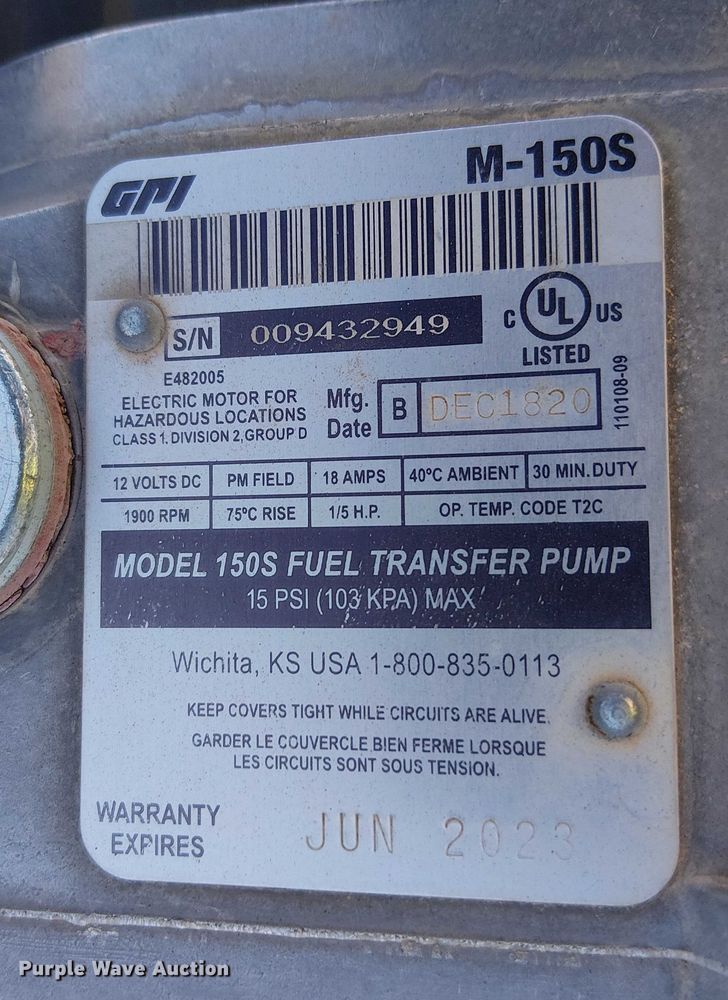 GPI
M-150S
S/N 009432949
C UL US
LISTED
110108-09
E482005
ELECTRIC MOTOR FOR
HAZARDOUS LOCATIONS
CLASS 1, DIVISION 2, GROUP D
Mfg.
Date
B DEC1820
12 VOLTS DC PM FIELD 18 AMPS 40°C AMBIENT 30 MIN. DUTY
1900 RPM 75°C RISE 1/5 H.P. OP. TEMP. CODE T2C
MODEL 150S FUEL TRANSFER PUMP
15 PSI (103 KPA) MAX
Wichita, KS USA 1-800-835-0113
KEEP COVERS TIGHT WHILE CIRCUITS ARE ALIVE.
GARDER LE COUVERCLE BIEN FERME LORSQUE
LES CIRCUITS SONT SOUS TENSION.
WARRANTY
EXPIRES
JUN 2023
Purple Wave Auction